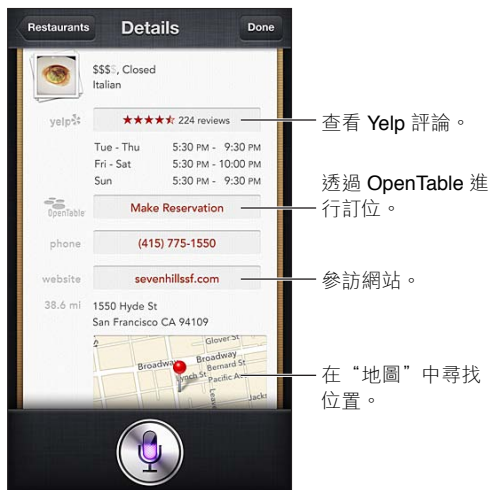 Restaurants
Details
Done
$$$$, Closed
Italian
yelp
224 reviews
Tue - Thu 5:30 PM - 9:30 PM
Fri - Sat 5:30 PM - 10:00 PM
Sun 5:30 PM - 9:30 PM
OpenTable
Make Reservation
phone
(415) 775-1550
website
sevenhillssf.com
38.6 mi
1550 Hyde St
San Francisco CA 94109
Glover St
Broadway
Broadway
Bernard St
Lynch St
Pacific A
Leave
Jacks
查看 Yelp 評論。
透過 OpenTable 進
行訂位。
參訪網站。
在“地圖”中尋找
位置。